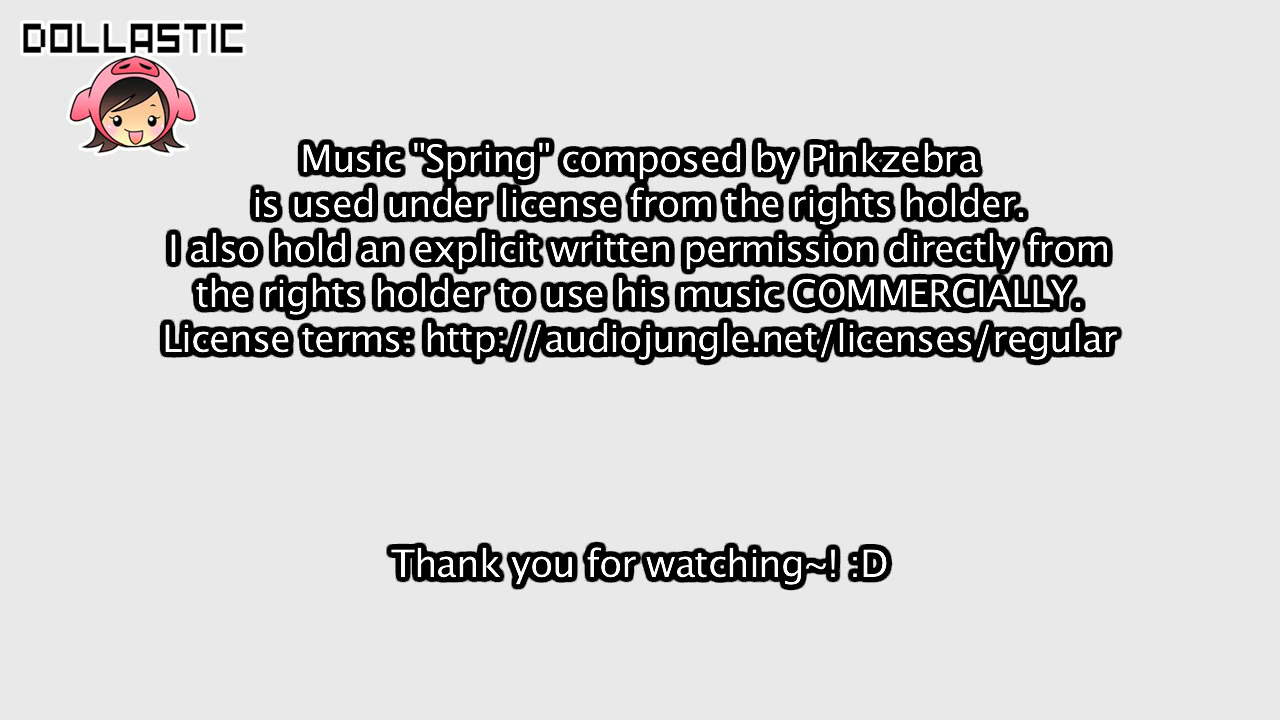 DOLLASTIC
Music "Spring" composed by Pinkzebra
is used under license from the rights holder.
I also hold an explicit written permission directly from
the rights holder to use his music COMMERCIALLY.
License terms: http://audiojungle.net/licenses/regular
Thank you for watching~! :D